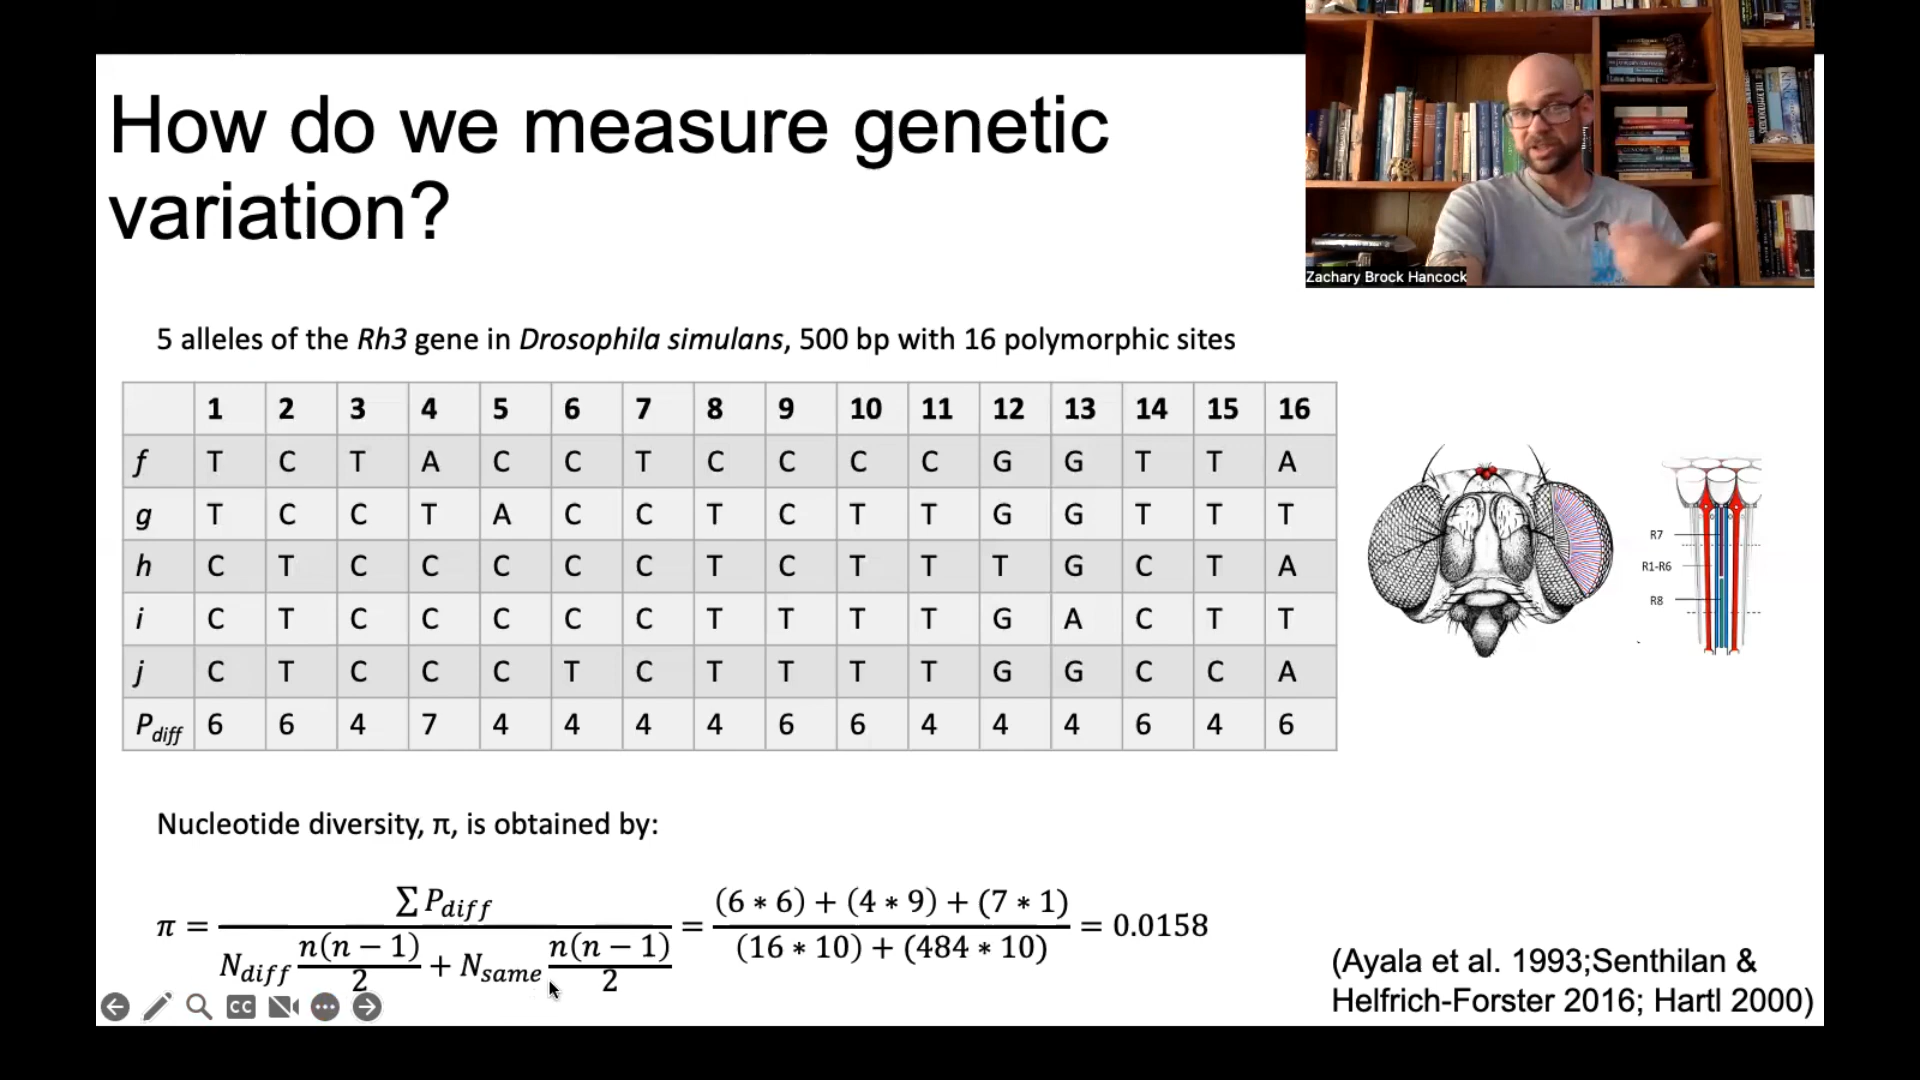 How do we measure genetic
variation?
Zachary Brock Hancock
5 alleles of the Rh3 gene in Drosophila simulans, 500 bp with 16 polymorphic sites
1 2 3 4 5 6 7 8 9 10 11 12 13 14 15 16
f T C T A C C T C C C C G G T T A
g T C C T A C C T C T T G G T T T
h C T C C C C C T C T T T G C T A
i C T C C C C C T T T T G A C T T
j C T C C C T C T T T T G G C C A
Pdiff 6 6 4 7 4 4 4 4 6 6 4 4 4 6 4 6
R7
R1-R6
R8
Nucleotide diversity, π, is obtained by:
π = ∑ Pdiff / (Ndiff n(n − 1)/2 + Nsame n(n − 1)/2) = ((6 ∗ 6) + (4 ∗ 9) + (7 ∗ 1)) / ((16 ∗ 10) + (484 ∗ 10)) = 0.0158
(Ayala et al. 1993;Senthilan &
Helfrich-Forster 2016; Hartl 2000)
CC